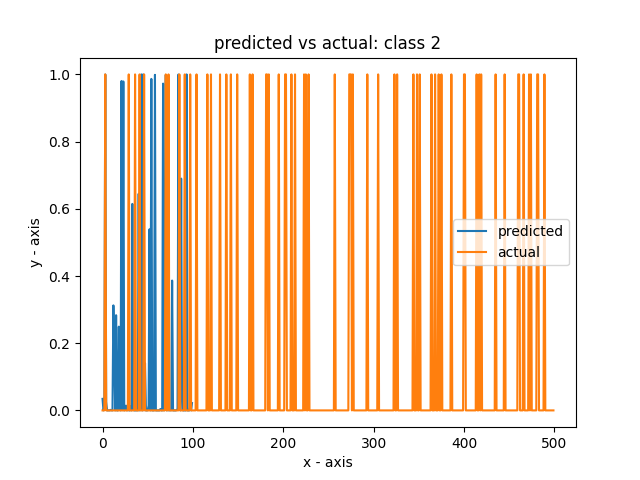 predicted vs actual: class 2
y - axis
1.0
0.8
0.6
0.4
0.2
0.0
predicted
actual
0 100 200 300 400 500
x - axis